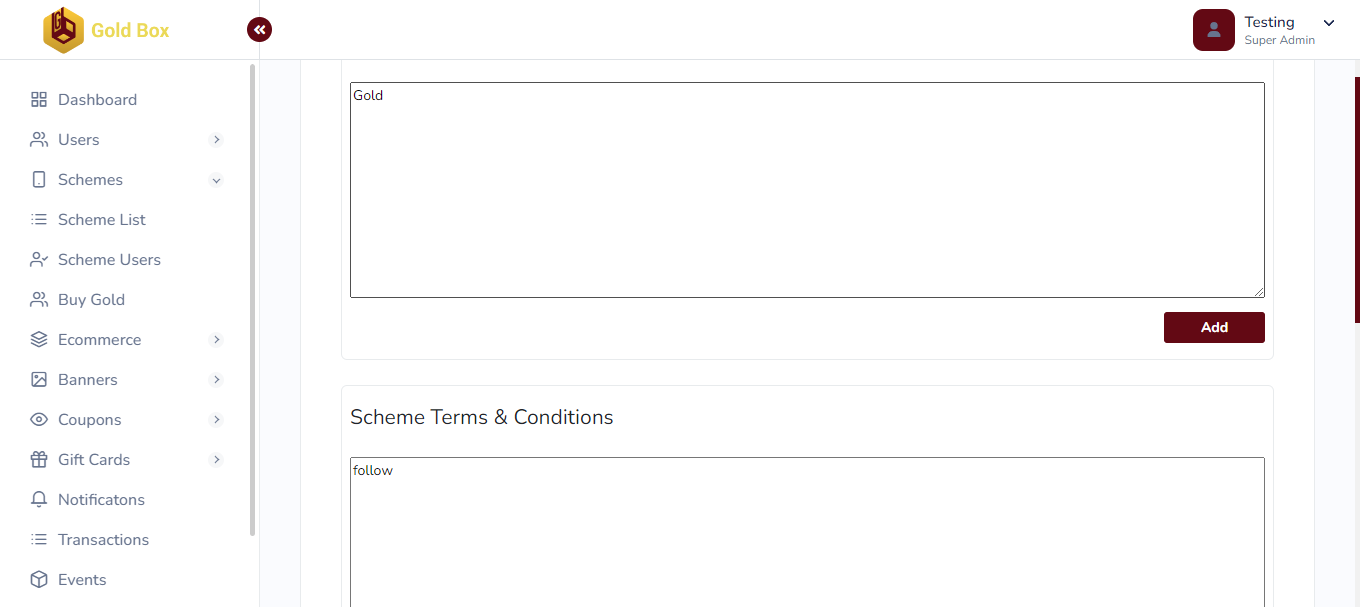 Gold Box
Testing
Super Admin
Dashboard
Users
Schemes
Scheme List
Scheme Users
Buy Gold
Ecommerce
Banners
Coupons
Gift Cards
Notificatons
Transactions
Events
Gold
Add
Scheme Terms & Conditions
follow